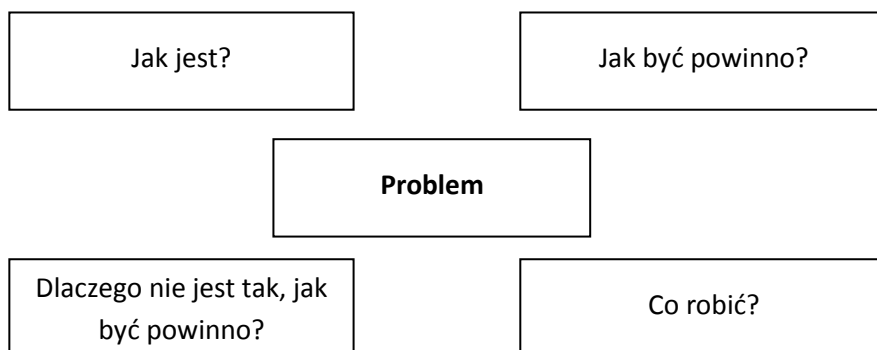 Jak jest?
Jak być powinno?
Problem
Dlaczego nie jest tak, jak
być powinno?
Co robić?